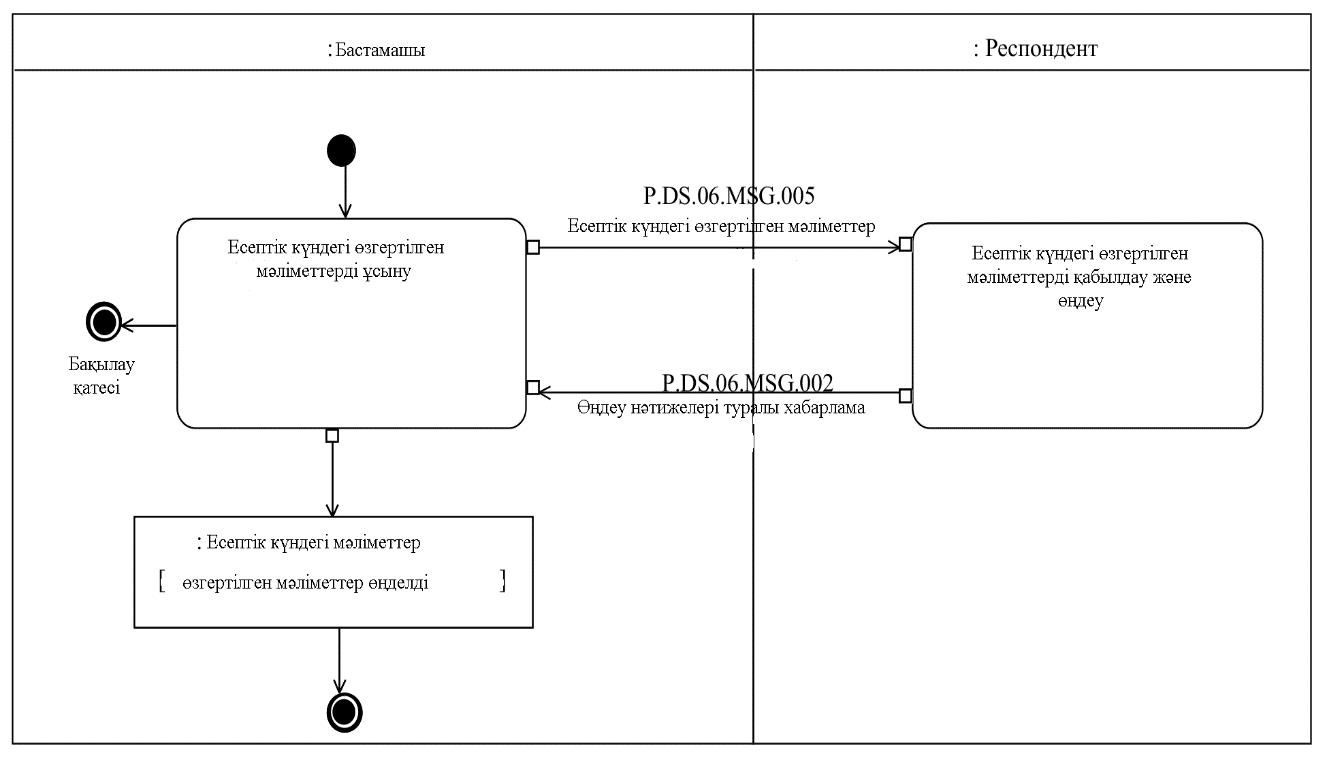 : Бастамашы
: Респондент
P.DS.06.MSG.005
Есептік күндегі өзгертілген мәліметтер
Есептік күндегі өзгертілген
мәліметтерді ұсыну
Есептік күндегі өзгертілген
мәліметтерді қабылдау және
өңдеу
Бақылау
қатесі
P.DS.06.MSG.002
Өңдеу нәтижелері туралы хабарлама
: Есептік күндегі мәліметтер
[ өзгертілген мәліметтер өңделді ]